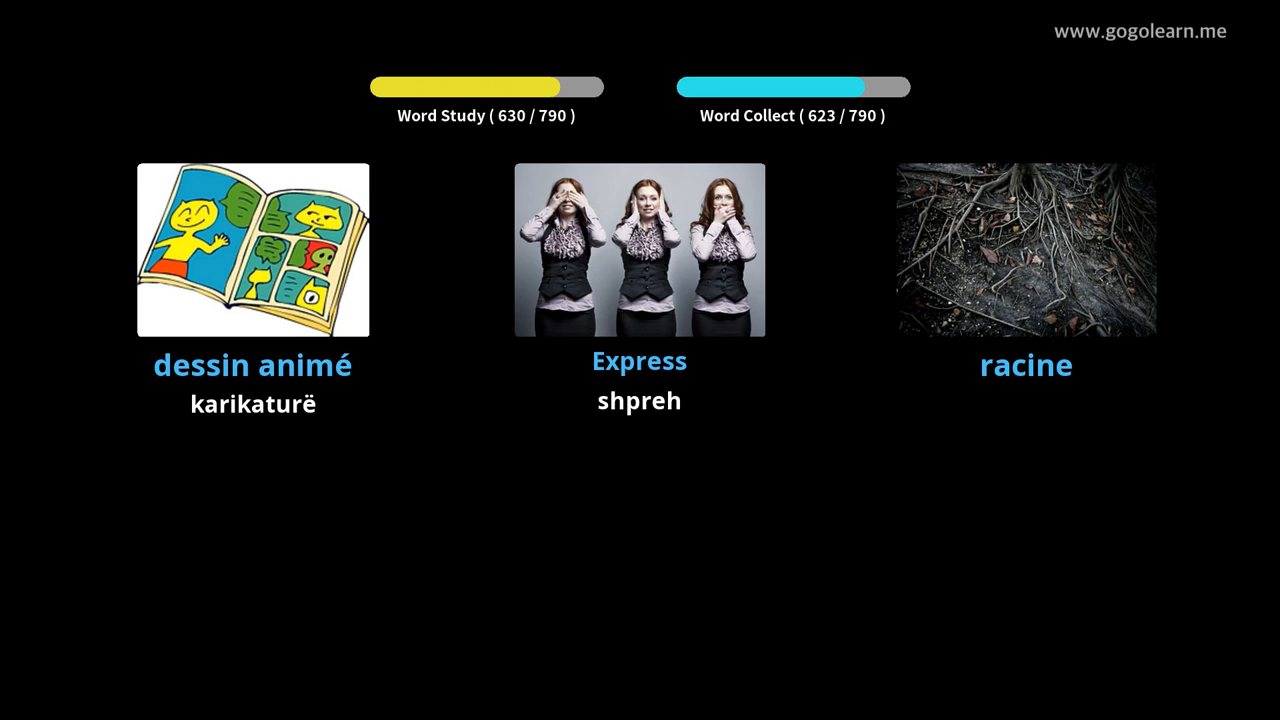 www.gogolearn.me
Word Study ( 630 / 790 )
Word Collect ( 623 / 790 )
dessin animé
karikaturë
Express
shpreh
racine